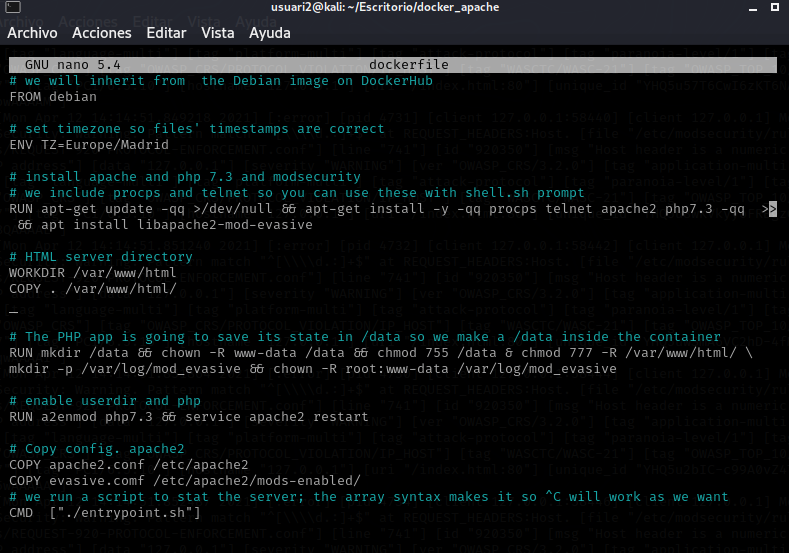 usuari2@kali: ~/Escritorio/docker_apache
Archivo Acciones Editar Vista Ayuda
GNU nano 5.4 dockerfile
# we will inherit from  the Debian image on DockerHub
FROM debian
# set timezone so files' timestamps are correct
ENV TZ=Europe/Madrid
# install apache and php 7.3 and modsecurity
# we include procps and telnet so you can use these with shell.sh prompt
RUN apt-get update -qq >/dev/null && apt-get install -y -qq procps telnet apache2 php7.3 -qq  >>
&& apt install libapache2-mod-evasive
# HTML server directory
WORKDIR /var/www/html
COPY . /var/www/html/
# The PHP app is going to save its state in /data so we make a /data inside the container
RUN mkdir /data && chown -R www-data /data && chmod 755 /data & chmod 777 -R /var/www/html/ \
mkdir -p /var/log/mod_evasive && chown -R root:www-data /var/log/mod_evasive
# enable userdir and php
RUN a2enmod php7.3 && service apache2 restart
# Copy config. apache2
COPY apache2.conf /etc/apache2
COPY evasive.comf /etc/apache2/mods-enabled/
# we run a script to stat the server; the array syntax makes it so ^C will work as we want
CMD  ["./entrypoint.sh"]